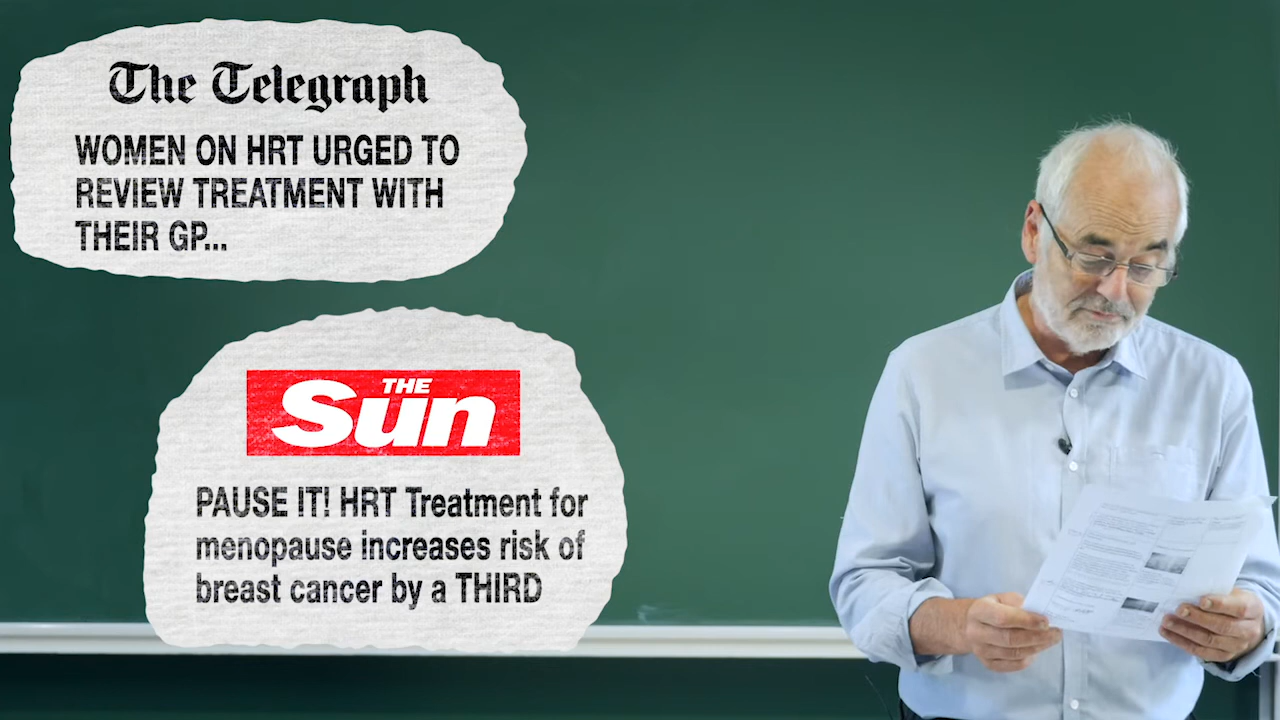 The Telegraph
WOMEN ON HRT URGED TO
REVIEW TREATMENT WITH
THEIR GP...
THE
Sun
PAUSE IT! HRT Treatment for
menopause increases risk of
breast cancer by a THIRD